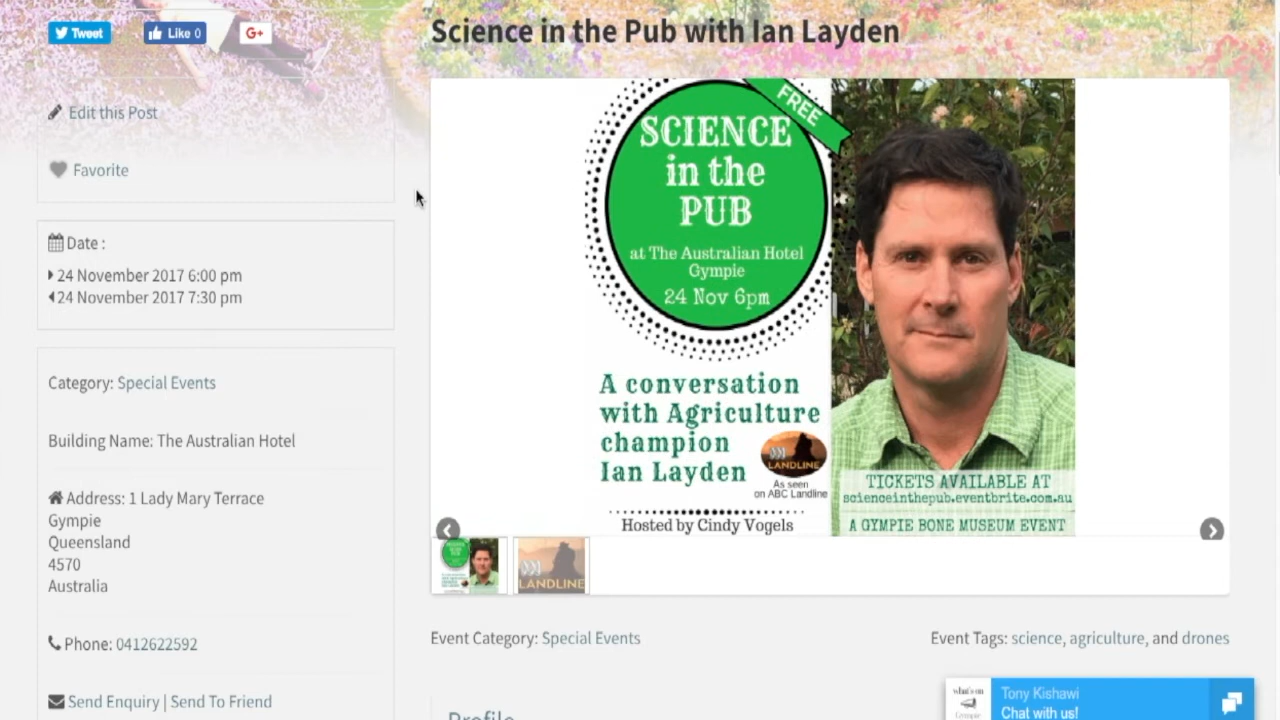 Tweet
Like 0
G+
Science in the Pub with Ian Layden
Edit this Post
Favorite
Date :
24 November 2017 6:00 pm
24 November 2017 7:30 pm
Category: Special Events
Building Name: The Australian Hotel
Address: 1 Lady Mary Terrace
Gympie
Queensland
4570
Australia
Phone: 0412622592
Send Enquiry | Send To Friend
FREE
SCIENCE
in the
PUB
at The Australian Hotel
Gympie
24 Nov 6pm
A conversation
with Agriculture
champion
Ian Layden
LANDLINE
As seen
on ABC Landline
Hosted by Cindy Vogels
TICKETS AVAILABLE AT
scienceinthepub.eventbrite.com.au
A GYMPIE BONE MUSEUM EVENT
LANDLINE
Event Category: Special Events
Event Tags: science, agriculture, and drones
Profile
what's on
Gympie
Tony Kishawi
Chat with us!